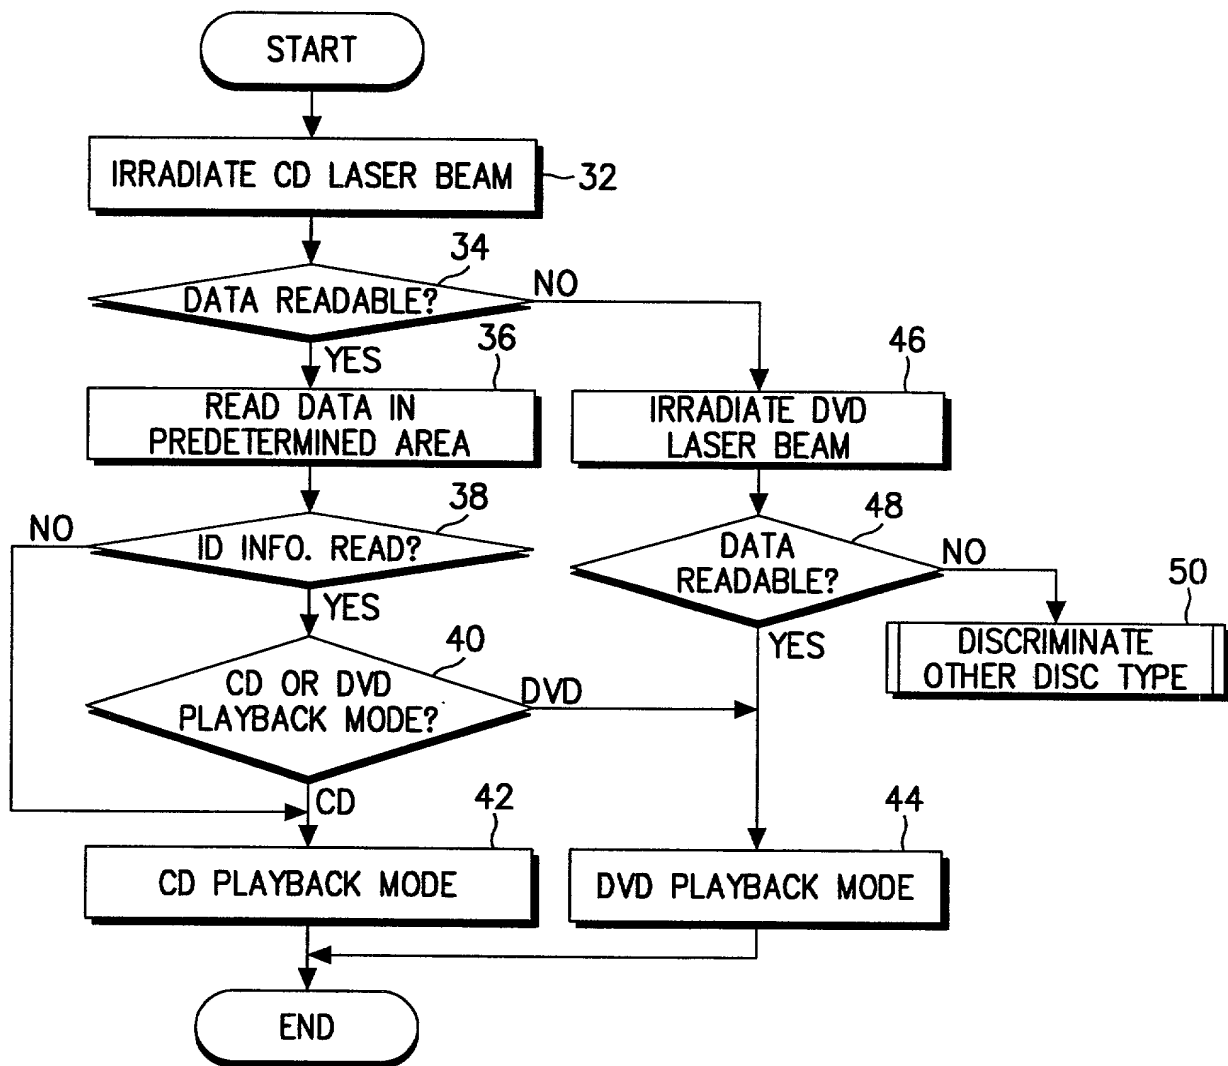 START
IRRADIATE CD LASER BEAM
32
34
DATA READABLE?
NO
YES
36
46
READ DATA IN
PREDETERMINED AREA
IRRADIATE DVD
LASER BEAM
38
48
NO
ID INFO. READ?
DATA
READABLE?
NO
YES
YES
50
DISCRIMINATE
OTHER DISC TYPE
40
CD OR DVD
PLAYBACK MODE?
DVD
CD
42
44
CD PLAYBACK MODE
DVD PLAYBACK MODE
END